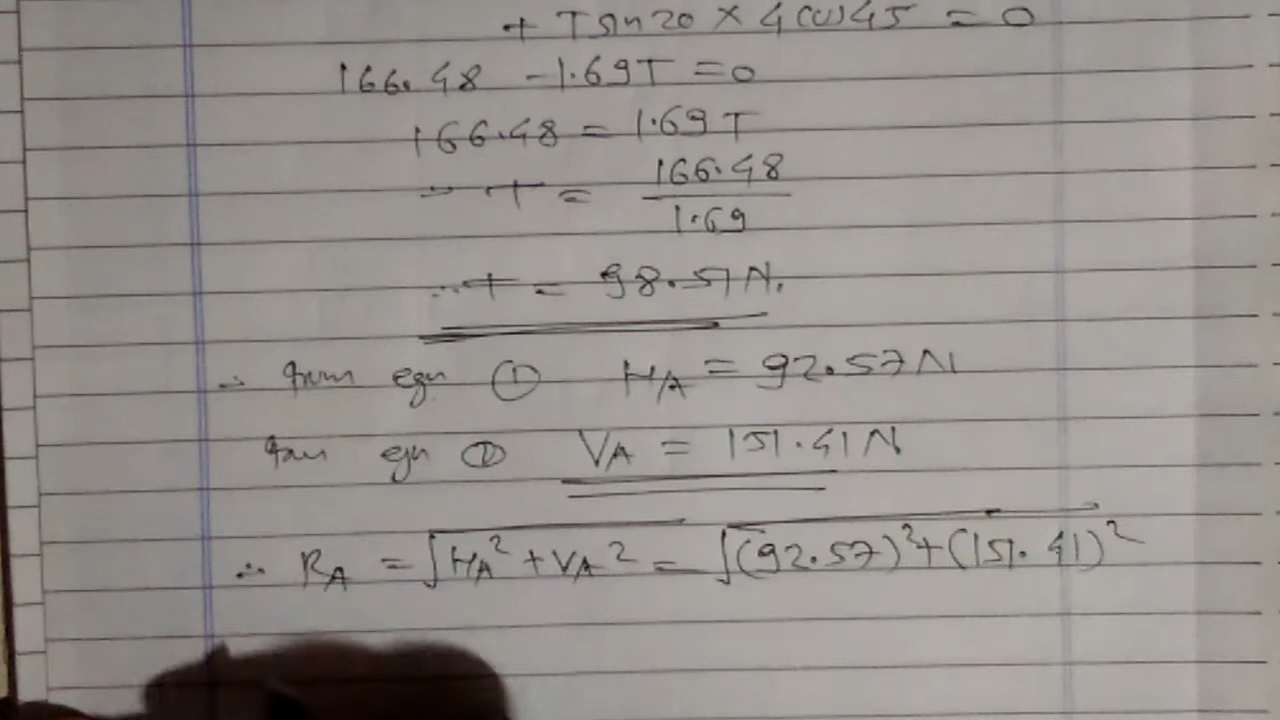 + T sin 20 × 4 cos 45 = 0
166.48 - 1.69T = 0
166.48 = 1.69 T
∴ T = 166.48 / 1.69
∴ T = 98.51 N.
∴ from eqn ① HA = 92.57 N
from eqn ② VA = 151.41 N
∴ RA = √HA² + VA² = √(92.57)² + (151.41)²